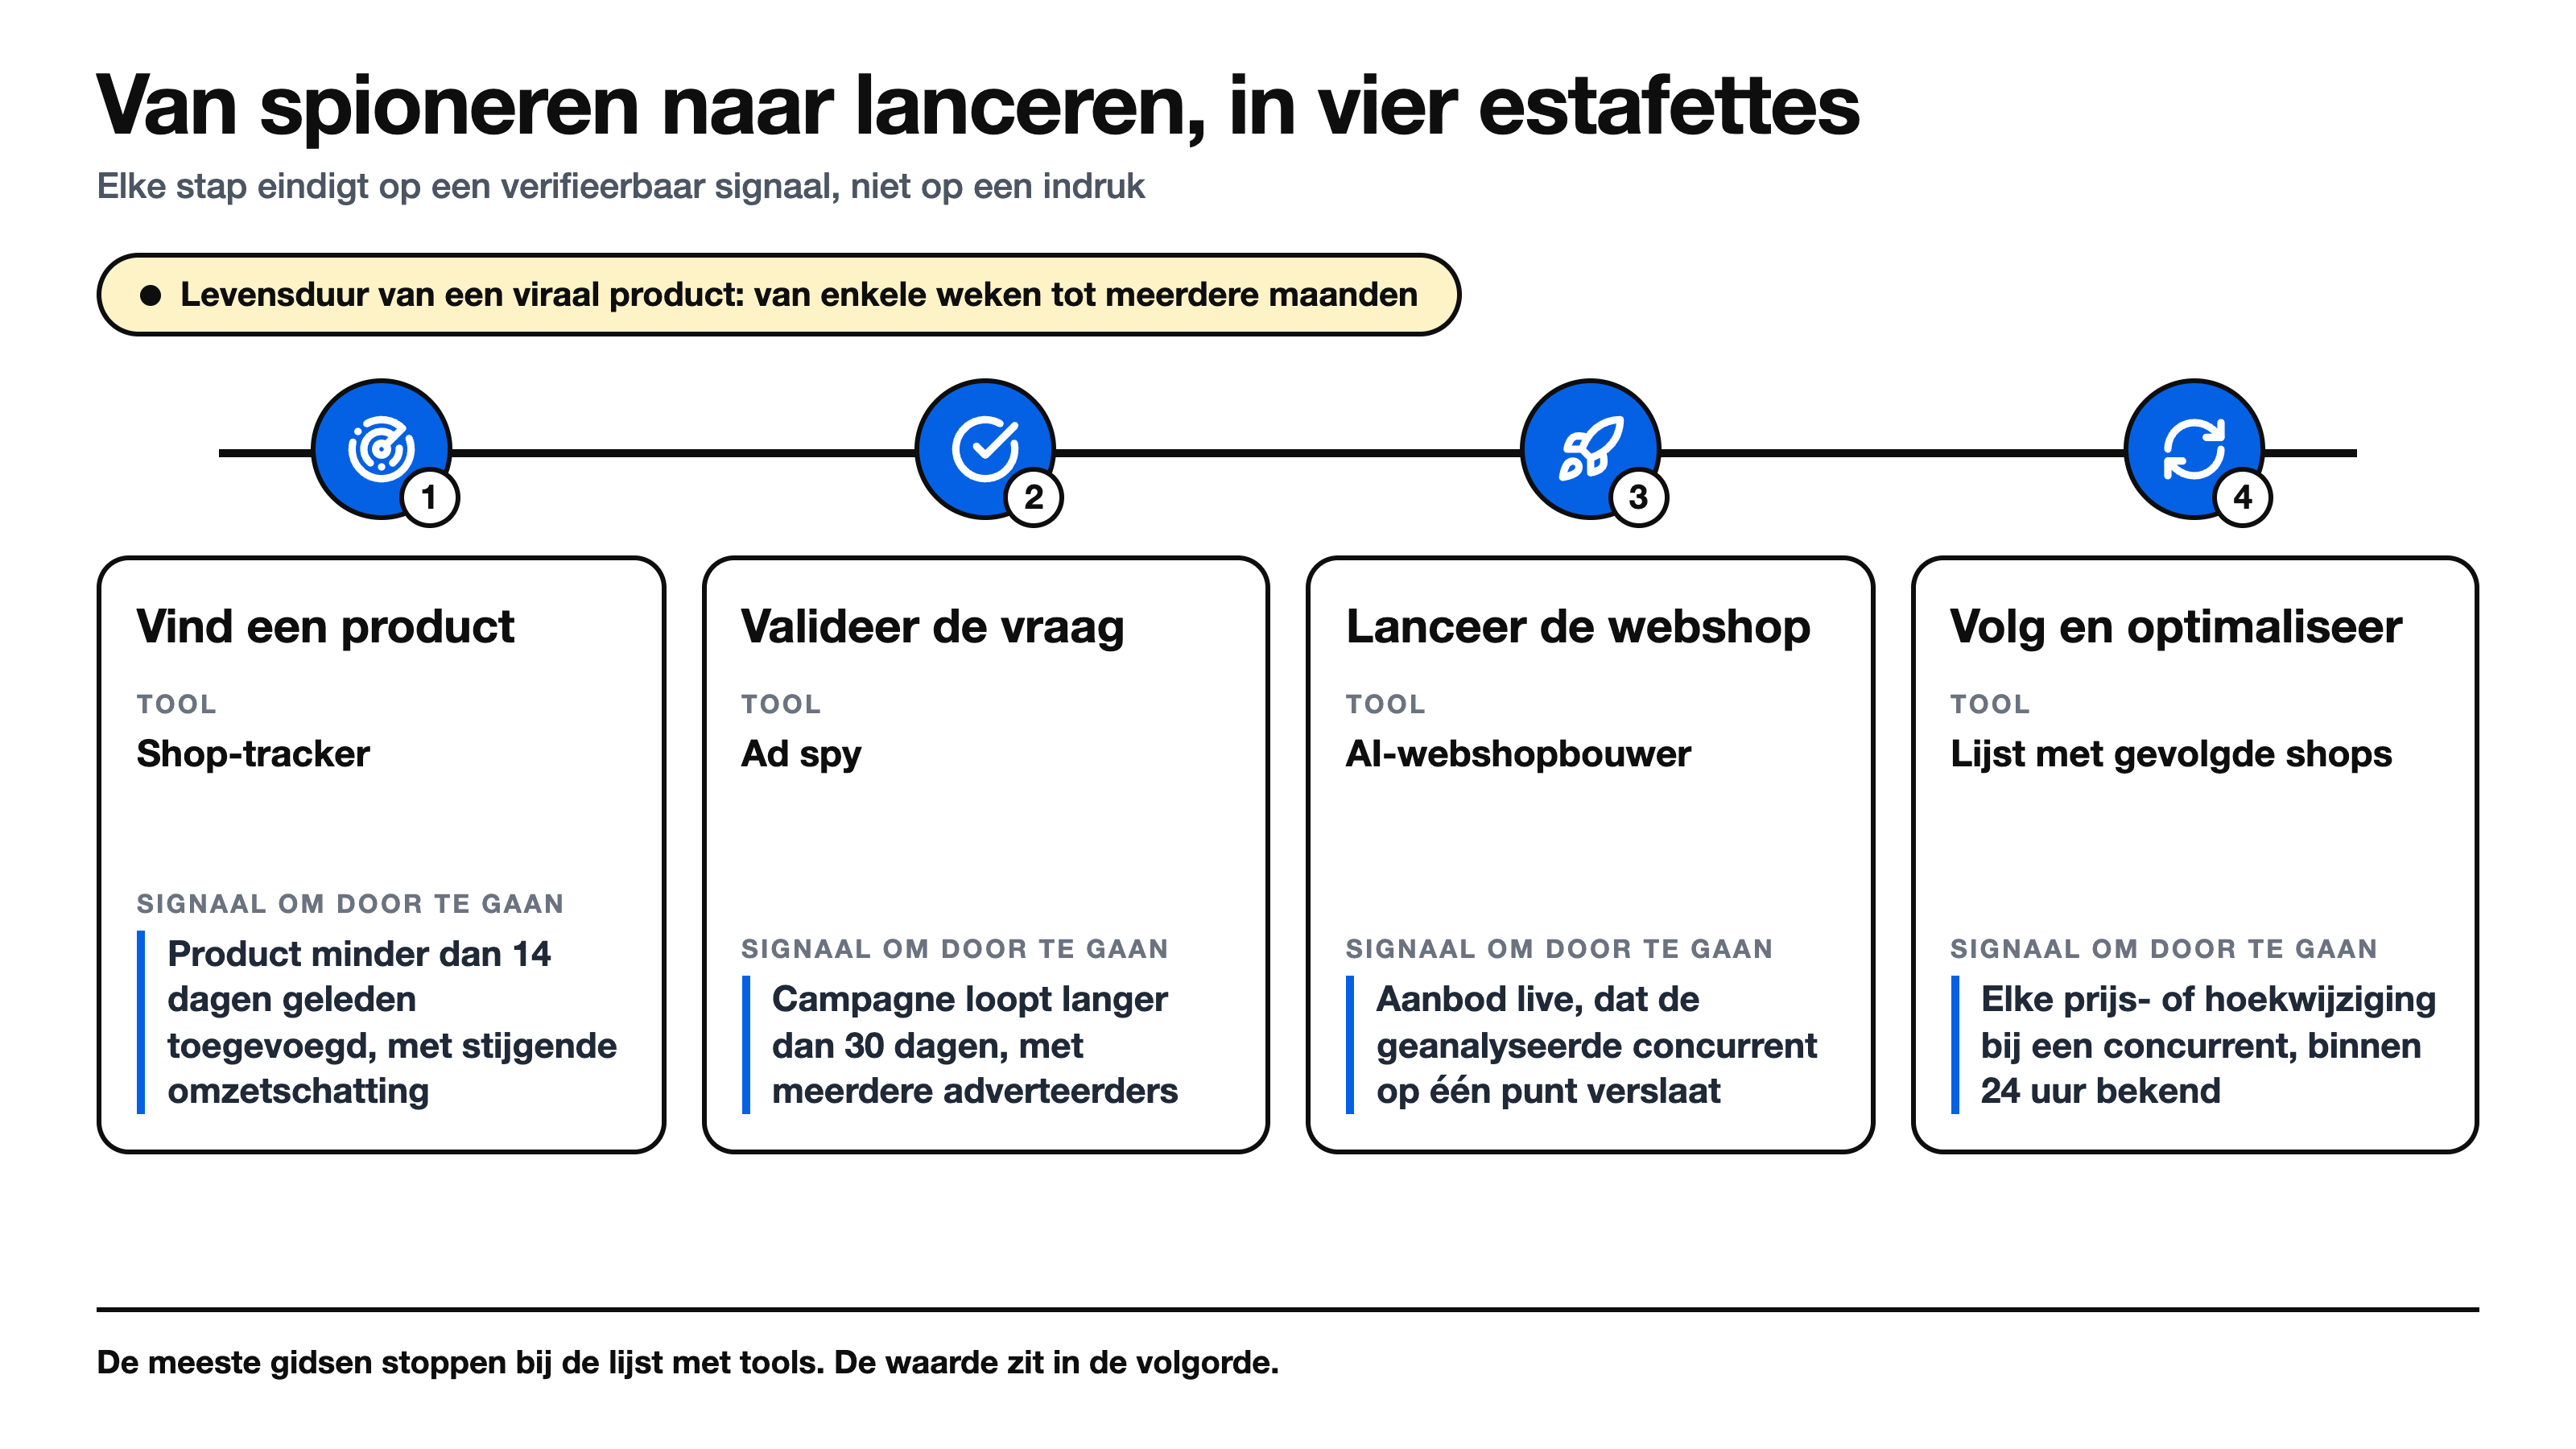 Van spioneren naar lanceren, in vier estafettes
Elke stap eindigt op een verifieerbaar signaal, niet op een indruk
Levensduur van een viraal product: van enkele weken tot meerdere maanden
1
2
3
4
Vind een product
TOOL
Shop-tracker
SIGNAAL OM DOOR TE GAAN
Product minder dan 14
dagen geleden
toegevoegd, met stijgende
omzetschatting
Valideer de vraag
TOOL
Ad spy
SIGNAAL OM DOOR TE GAAN
Campagne loopt langer
dan 30 dagen, met
meerdere adverteerders
Lanceer de webshop
TOOL
AI-webshopbouwer
SIGNAAL OM DOOR TE GAAN
Aanbod live, dat de
geanalyseerde concurrent
op één punt verslaat
Volg en optimaliseer
TOOL
Lijst met gevolgde shops
SIGNAAL OM DOOR TE GAAN
Elke prijs- of hoekwijziging
bij een concurrent, binnen
24 uur bekend
De meeste gidsen stoppen bij de lijst met tools. De waarde zit in de volgorde.